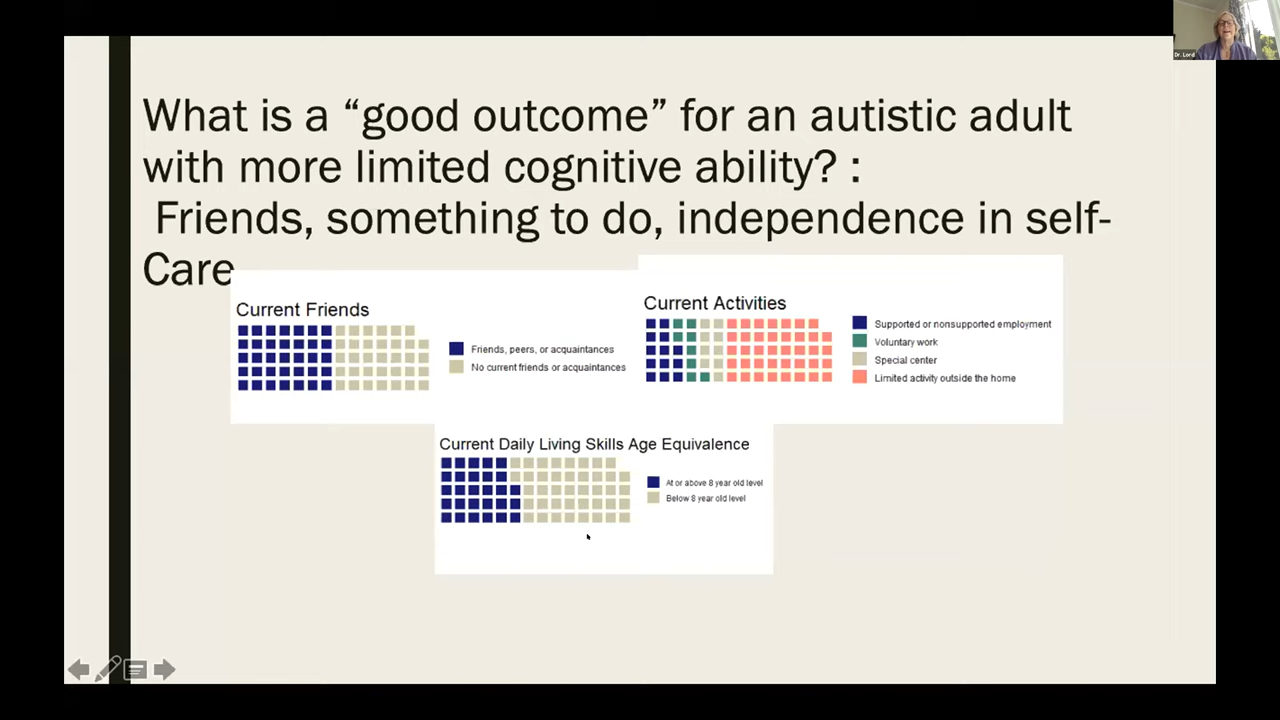 Dr. Lord
What is a “good outcome” for an autistic adult
with more limited cognitive ability? :
Friends, something to do, independence in self-
Care
Current Friends
Friends, peers, or acquaintances
No current friends or acquaintances
Current Activities
Supported or nonsupported employment
Voluntary work
Special center
Limited activity outside the home
Current Daily Living Skills Age Equivalence
At or above 8 year old level
Below 8 year old level